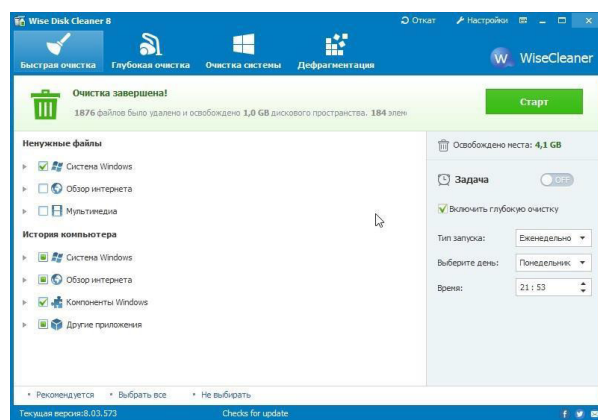 Wise Disk Cleaner 8
Откат
Настройки
Быстрая очистка
Глубокая очистка
Очистка системы
Дефрагментация
W WiseCleaner
Очистка завершена!
1876 файлов было удалено и освобождено 1,0 GB дискового пространства. 184 элем
Старт
Ненужные файлы
Система Windows
Обзор интернета
Мультимедиа
История компьютера
Система Windows
Обзор интернета
Компоненты Windows
Другие приложения
Освобождено места: 4,1 GB
Задача
OFF
Включить глубокую очистку
Тип запуска:
Еженедельно
Выберите день:
Понедельник
Время:
21 : 53
Рекомендуется
Выбрать все
Не выбирать
Текущая версия:8.03.573
Checks for update